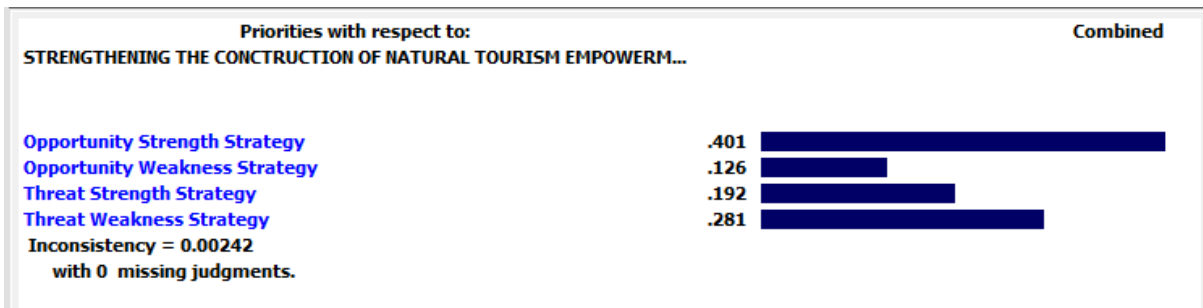 Priorities with respect to: Combined
STRENGTHENING THE CONCTRUCTION OF NATURAL TOURISM EMPOWERM...
Opportunity Strength Strategy .401
Opportunity Weakness Strategy .126
Threat Strength Strategy .192
Threat Weakness Strategy .281
Inconsistency = 0.00242
with 0 missing judgments.